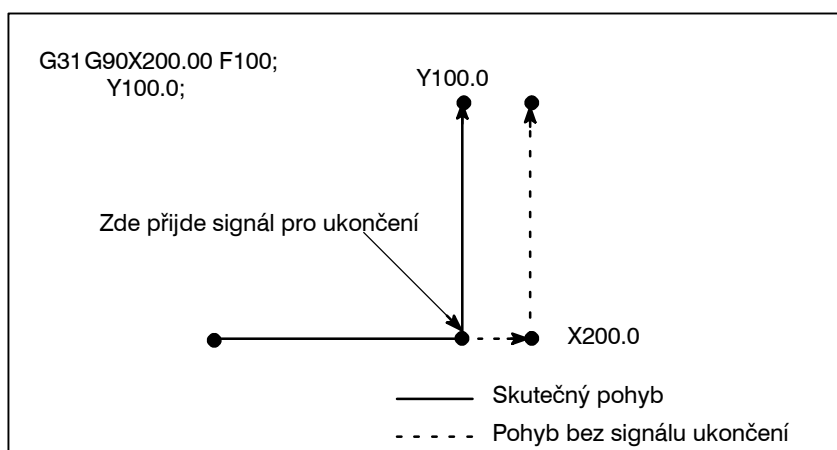 G31 G90X200.00 F100;
Y100.0;
Y100.0
Zde přijde signál pro ukončení
X200.0
Skutečný pohyb
Pohyb bez signálu ukončení